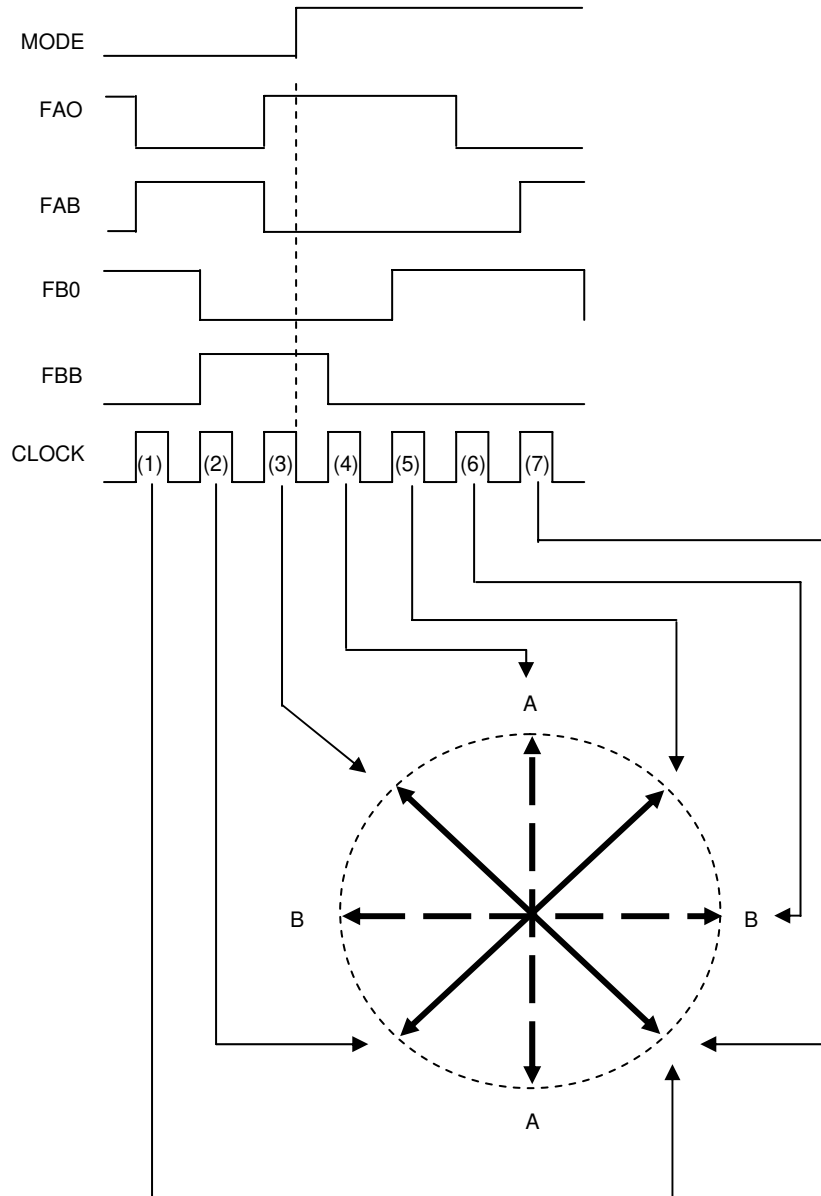 MODE
FAO
FAB
FB0
FBB
CLOCK
(1) (2) (3) (4) (5) (6) (7)
A
B B
A